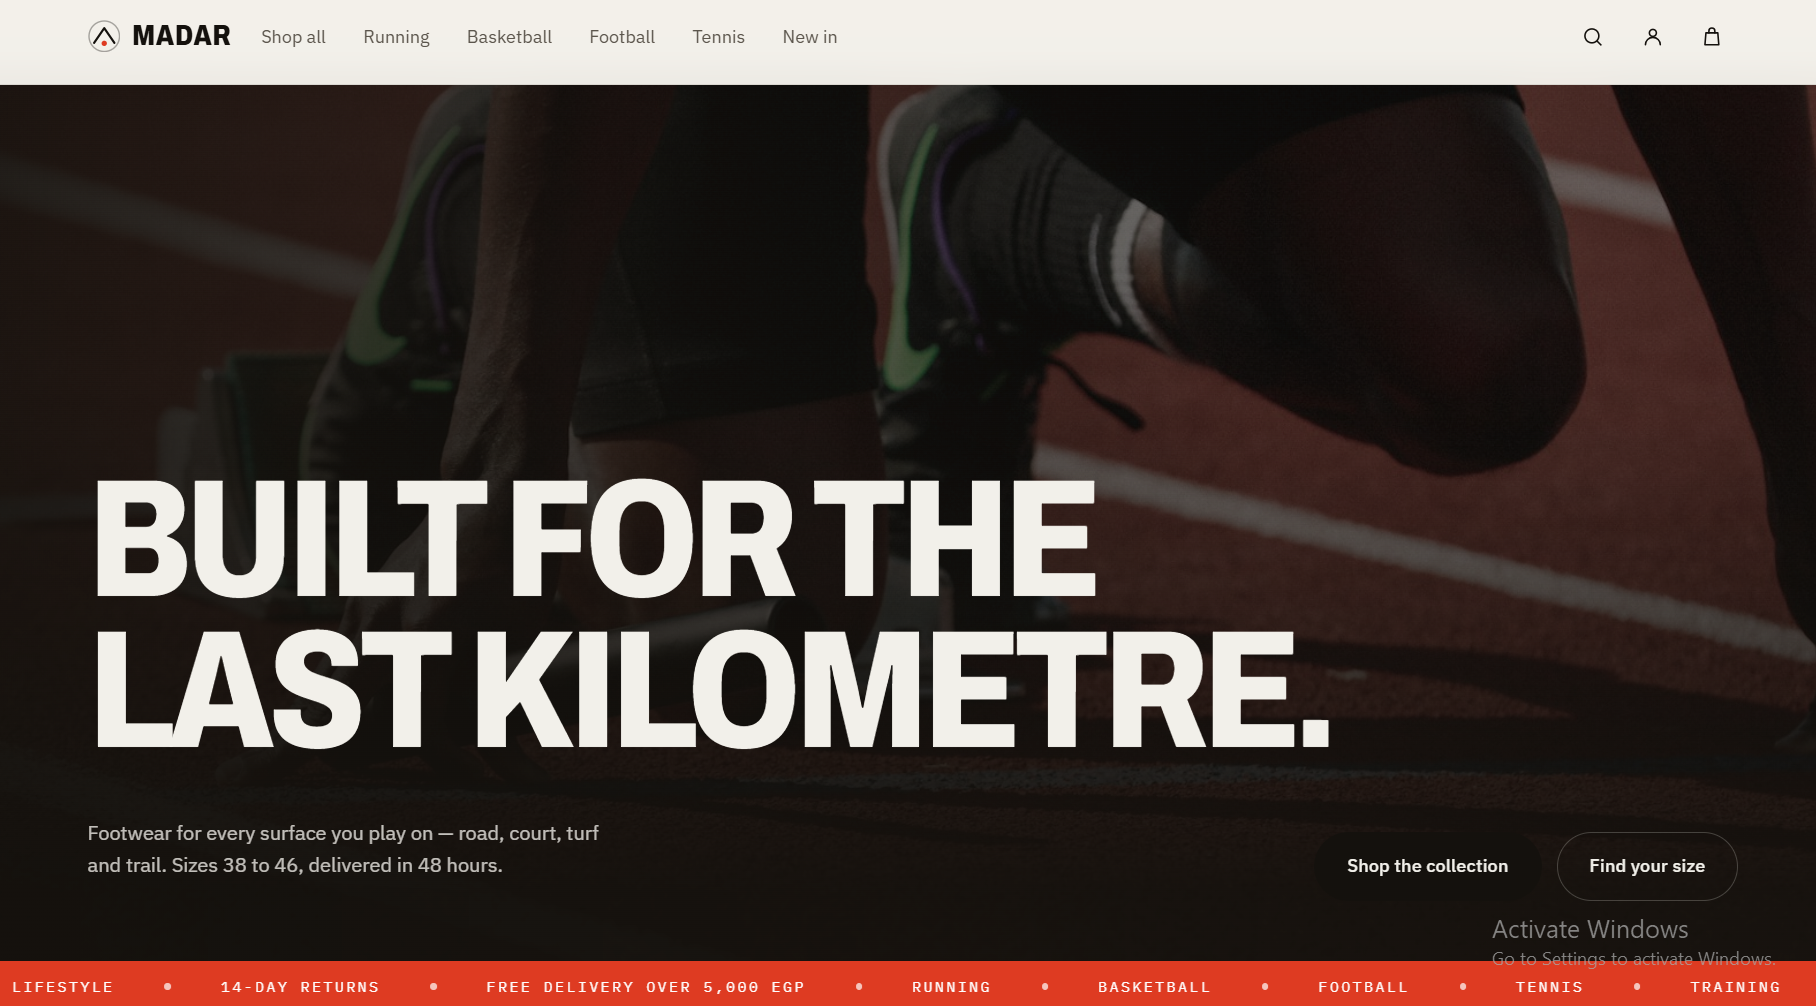 MADAR
Shop all
Running
Basketball
Football
Tennis
New in
BUILT FOR THE
LAST KILOMETRE.
Footwear for every surface you play on — road, court, turf
and trail. Sizes 38 to 46, delivered in 48 hours.
Shop the collection
Find your size
Activate Windows
Go to Settings to activate Windows.
LIFESTYLE • 14-DAY RETURNS • FREE DELIVERY OVER 5,000 EGP • RUNNING • BASKETBALL • FOOTBALL • TENNIS • TRAINING